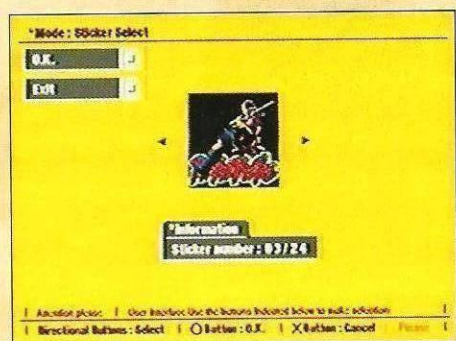 *Mode : Sticker Select
O.K.
Exit
*Information
Sticker number : 03/24
| Attention please | User Interface Use the buttons indicated below to make selection |
| Directional Buttons : Select | ○ Button : O.K. | X Button : Cancel | Please |